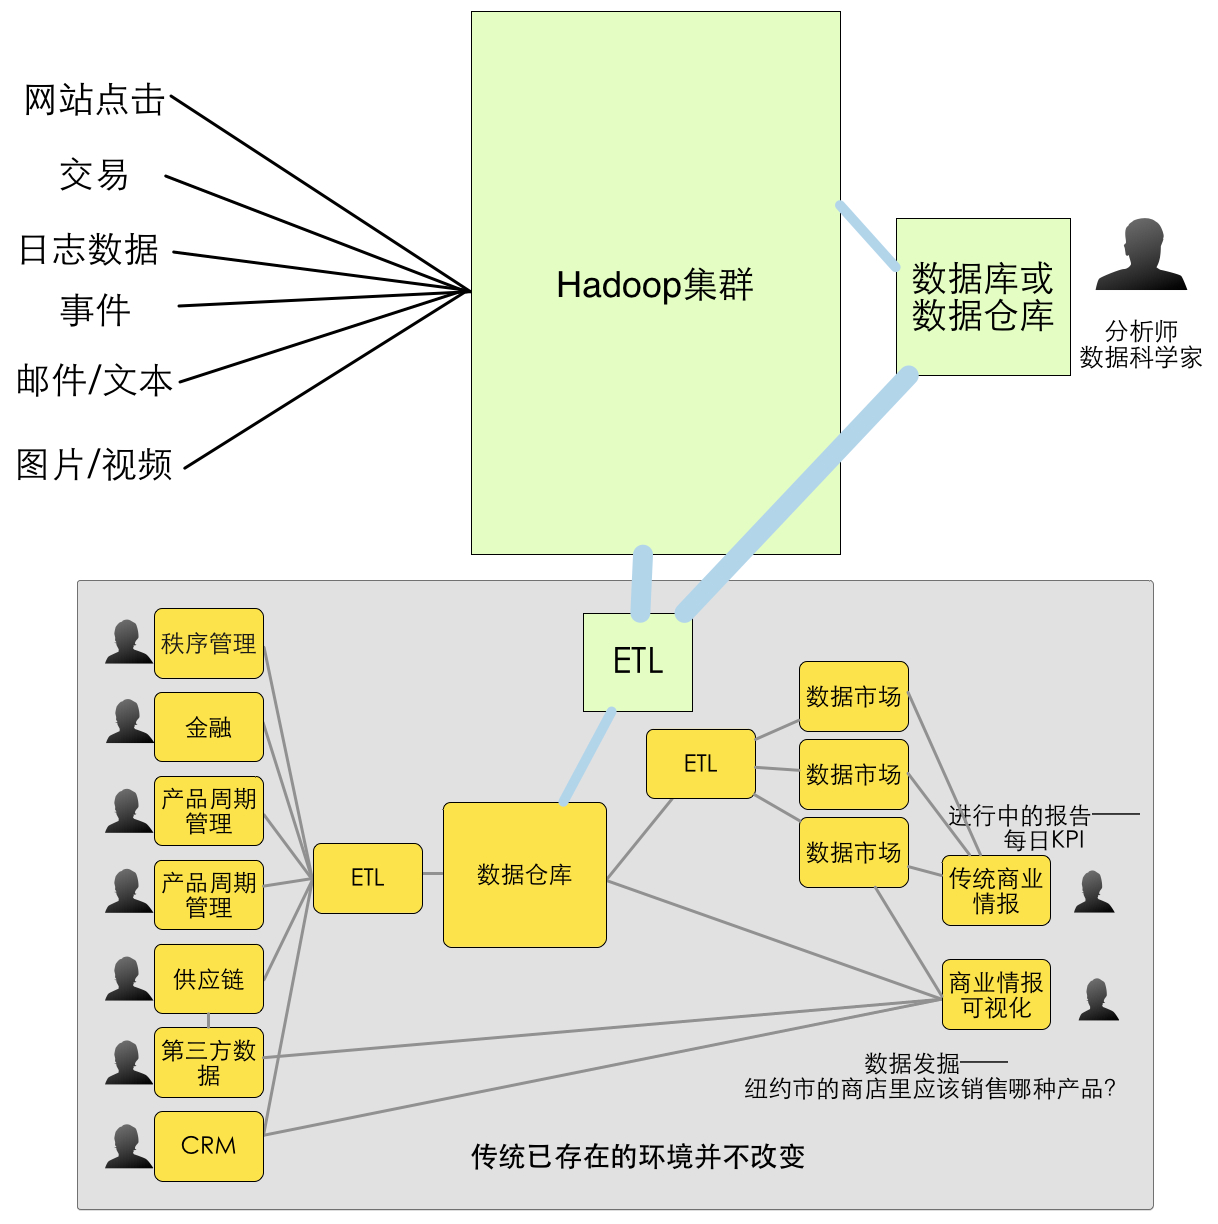 网站点击
交易
日志数据
事件
邮件/文本
图片/视频
Hadoop集群
数据库或
数据仓库
分析师
数据科学家
ETL
秩序管理
金融
产品周期
管理
产品周期
管理
供应链
第三方数
据
CRM
ETL
数据仓库
ETL
数据市场
数据市场
数据市场
进行中的报告——
每日KPI
传统商业
情报
商业情报
可视化
数据发掘——
纽约市的商店里应该销售哪种产品?
传统已存在的环境并不改变